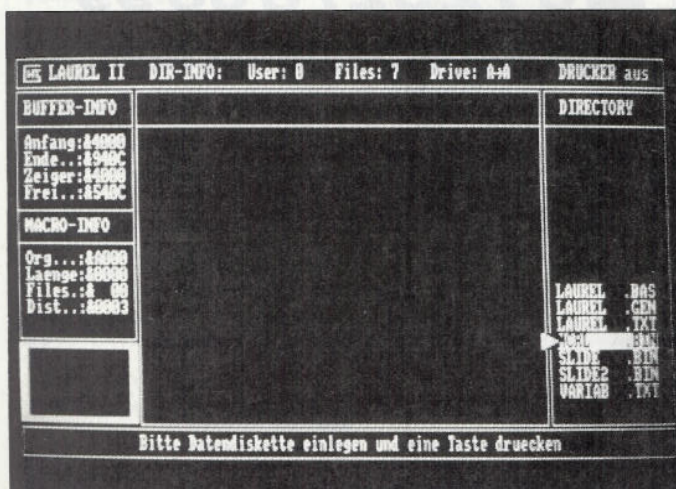 LAUREL II DIR-INFO: User: 0 Files: 7 Drive: A→A DRUCKER aus
BUFFER-INFO
Anfang:&4000
Ende..:&940C
Zeiger:&4000
Frei..:&540C
MACRO-INFO
Org...:&A000
Laenge:&0000
Files.:& 00
Dist..:&0003
DIRECTORY
LAUREL .BAS
LAUREL .GEN
LAUREL .TXT
.BIN
SLIDE .BIN
SLIDE2 .BIN
VARIAB .TXT
Bitte Datendiskette einlegen und eine Taste druecken